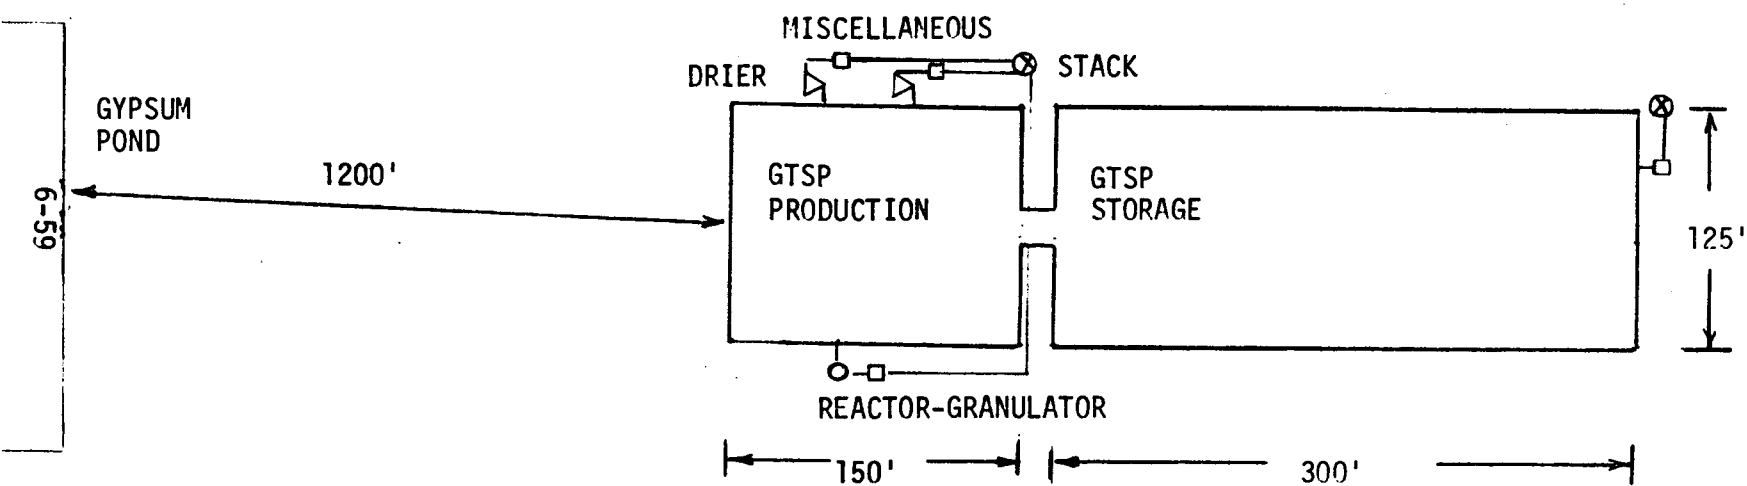 MISCELLANEOUS
DRIER
STACK
GYPSUM
POND
1200'
GTSP
PRODUCTION
GTSP
STORAGE
6-59
125'
REACTOR-GRANULATOR
150'
300'